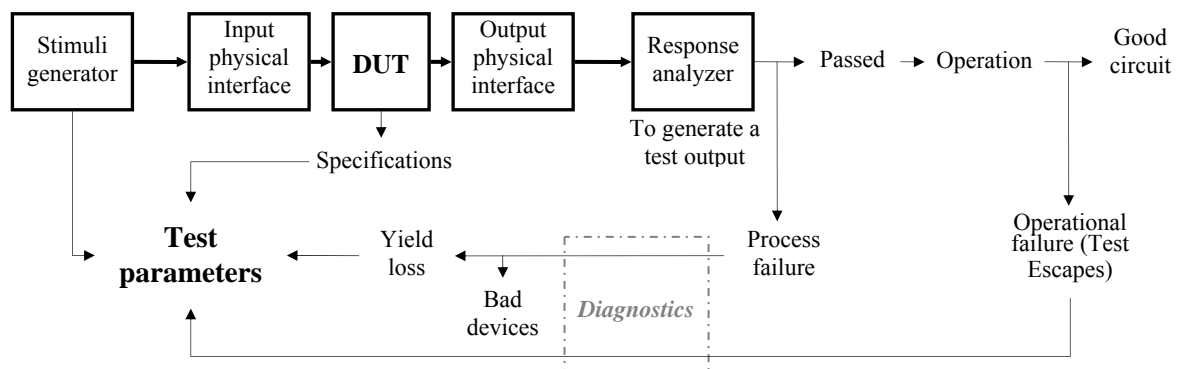 Stimuli
generator
Input
physical
interface
DUT
Output
physical
interface
Response
analyzer
Passed
Operation
Good
circuit
To generate a
test output
Specifications
Test
parameters
Yield
loss
Bad
devices
Diagnostics
Process
failure
Operational
failure (Test
Escapes)